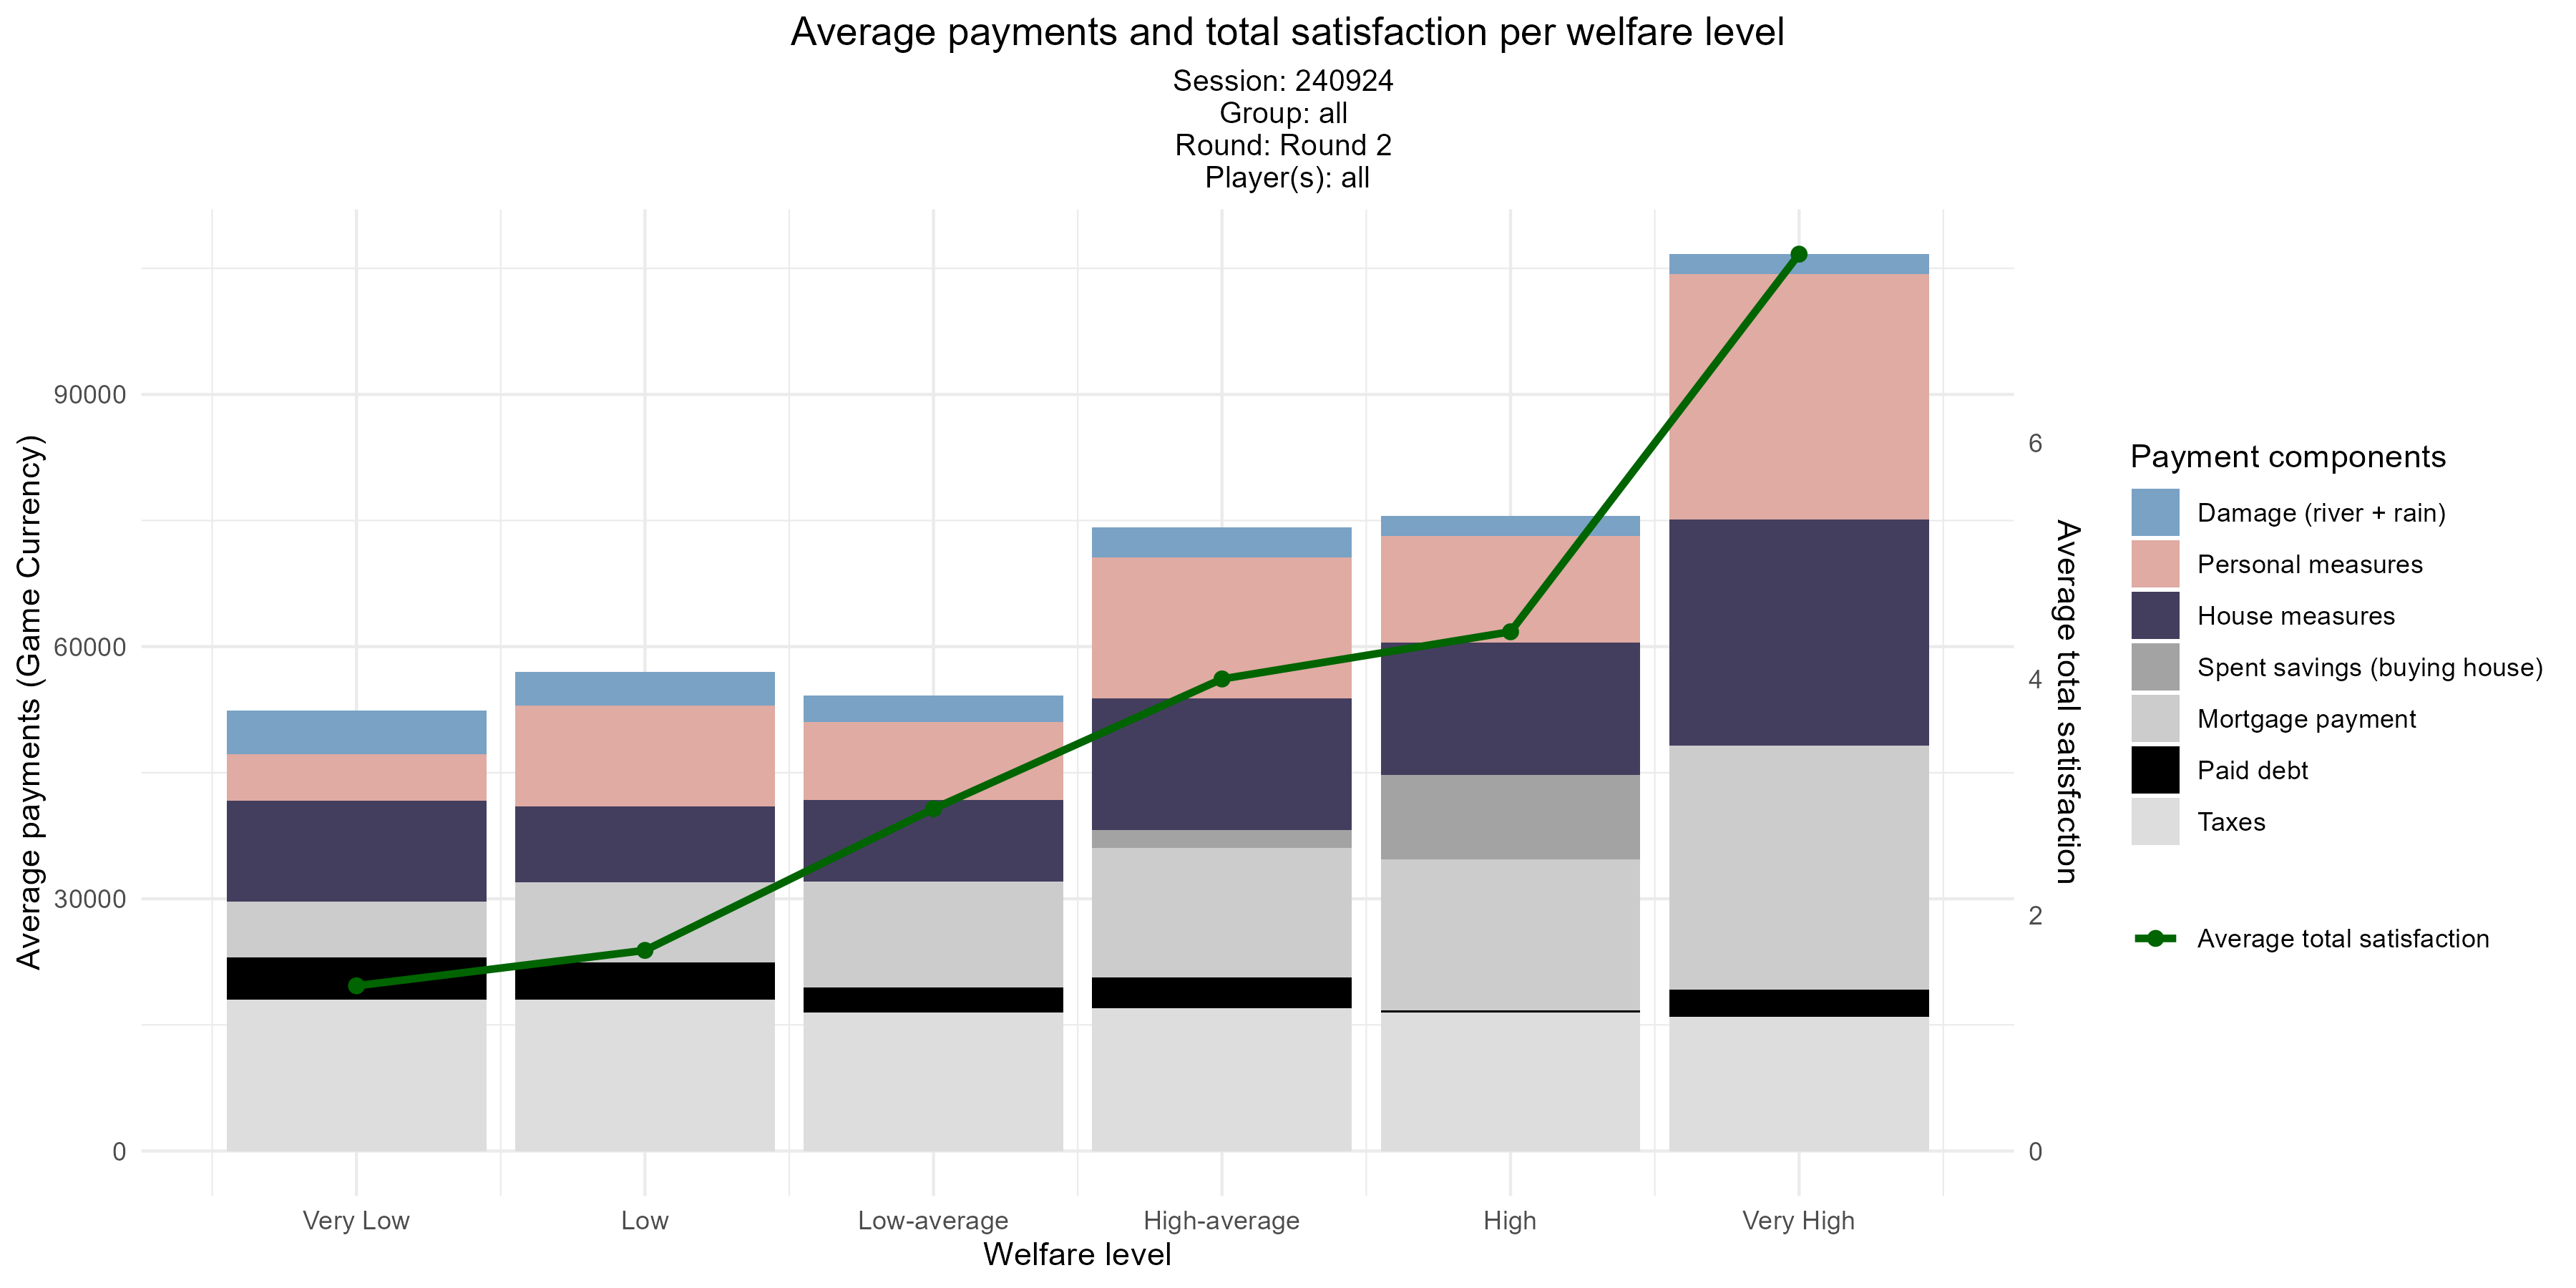 Average payments and total satisfaction per welfare level
Session: 240924
Group: all
Round: Round 2
Player(s): all
Average payments (Game Currency)
90000
60000
30000
0
6
4
2
0
Average total satisfaction
Very Low
Low
Low-average
High-average
High
Very High
Welfare level
Payment components
Damage (river + rain)
Personal measures
House measures
Spent savings (buying house)
Mortgage payment
Paid debt
Taxes
Average total satisfaction